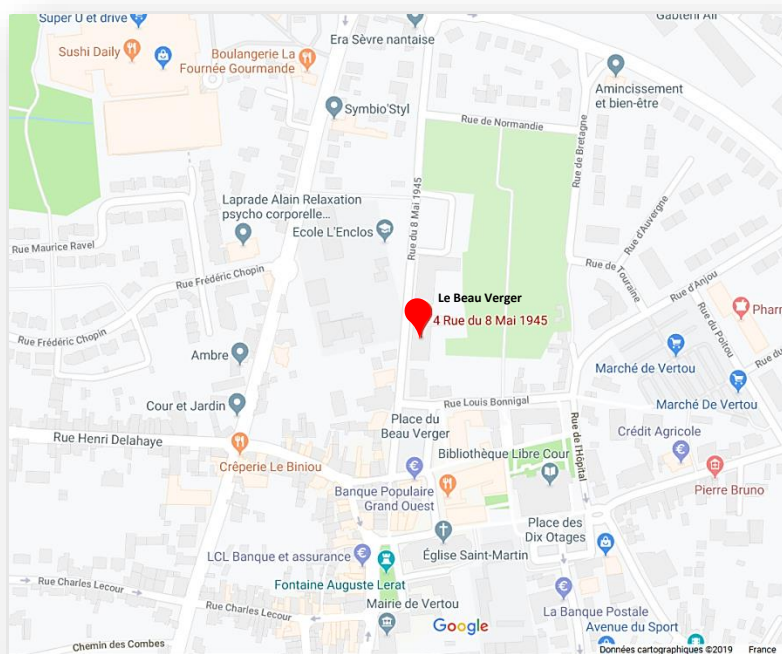 Super U et drive
Gabteni Ali
Era Sèvre nantaise
Sushi Daily
Boulangerie La
Fournée Gourmande
Amincissement
et bien-être
Symbio'Styl
Rue de Normandie
Rue de Bretagne
Rue du 8 Mai 1945
Laprade Alain Relaxation
psycho corporelle...
Ecole L'Enclos
Rue d'Auvergne
Rue Maurice Ravel
Rue Frédéric Chopin
Rue de Touraine
Rue d'Anjou
Le Beau Verger
4 Rue du 8 Mai 1945
Pharm
Rue du Poitou
Rue Frédéric Chopin
Ambre
Marché de Vertou
Rue du
Cour et Jardin
Rue Louis Bonnigal
Marché De Vertou
Place du
Beau Verger
Rue de l'Hôpital
Rue Henri Delahaye
Crédit Agricole
Crêperie Le Biniou
Bibliothèque Libre Cour
Banque Populaire
Grand Ouest
Pierre Bruno
Place des
Dix Otages
LCL Banque et assurance
Église Saint-Martin
Rue Charles Lecour
Fontaine Auguste Lerat
Rue Charles Lecour
Mairie de Vertou
La Banque Postale
Google
Avenue du Sport
Chemin des Combes
Données cartographiques ©2019 France